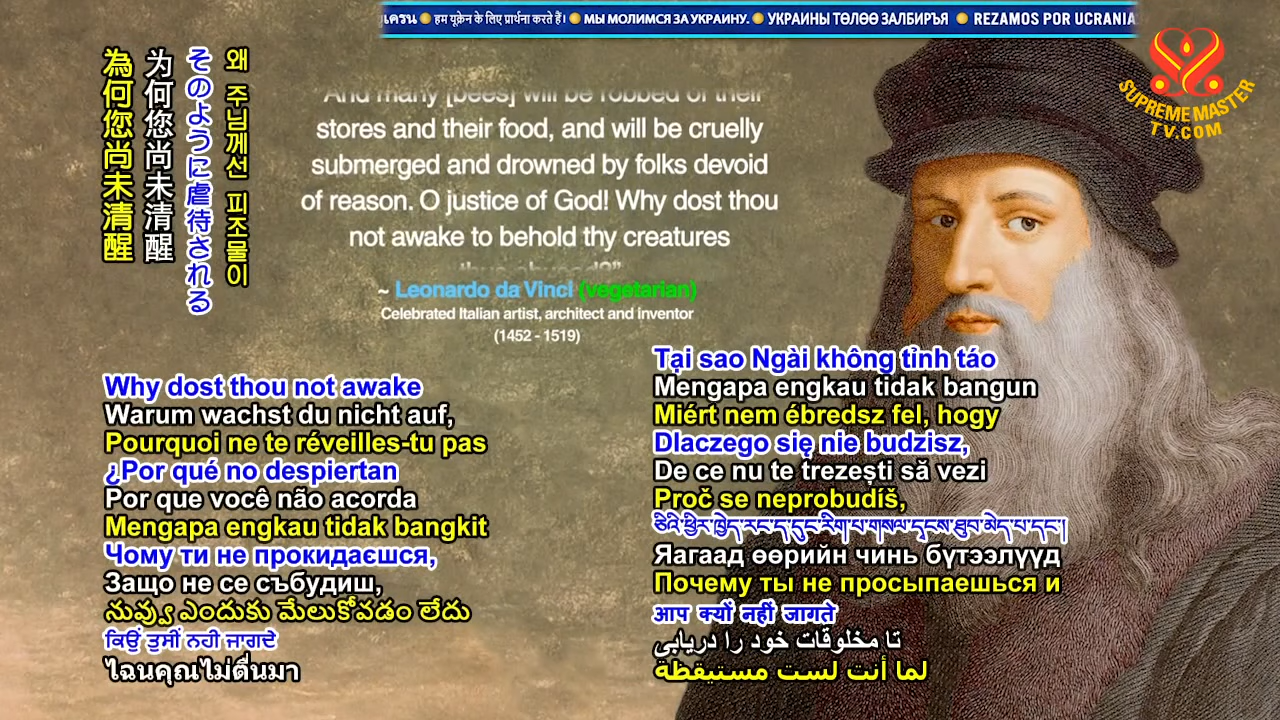 हम यूक्रेन के लिए प्रार्थना करते हैं। МЫ МОЛИМСЯ ЗА УКРАИНУ. УКРАИНЫ ТӨЛӨӨ ЗАЛБИРЪЯ REZAMOS POR UCRANIA
SUPREME MASTER
TV.COM
為何您尚未清醒
为何您尚未清醒
そのように虐待される
왜 주님께선 피조물이
And many [bees] will be robbed of their
stores and their food, and will be cruelly
submerged and drowned by folks devoid
of reason. O justice of God! Why dost thou
not awake to behold thy creatures
~ Leonardo da Vinci (vegetarian)
Celebrated Italian artist, architect and inventor
(1452 - 1519)
Why dost thou not awake
Warum wachst du nicht auf,
Pourquoi ne te réveilles-tu pas
¿Por qué no despiertan
Por que você não acorda
Mengapa engkau tidak bangkit
Чому ти не прокидаєшся,
Защо не се събудиш,
నువ్వు ఎందుకు మేలుకోవడం లేదు
ਕਿਉਂ ਤੁਸੀਂ ਨਹੀ ਜਾਗਦੇ
ไฉนคุณไม่ตื่นมา
Tại sao Ngài không tỉnh táo
Mengapa engkau tidak bangun
Miért nem ébredsz fel, hogy
Dlaczego się nie budzisz,
De ce nu te trezești să vezi
Proč se neprobudíš,
ཅིའི་ཕྱིར་ཁྱེད་རང་ད་དུང་རིག་པ་གསལ་དྭངས་ཐུབ་མེད་པ་དང་།
Яагаад өөрийн чинь бүтээлүүд
Почему ты не просыпаешься и
आप क्यों नहीं जागते
تا مخلوقات خود را دریابی
لما أنت لست مستيقظة